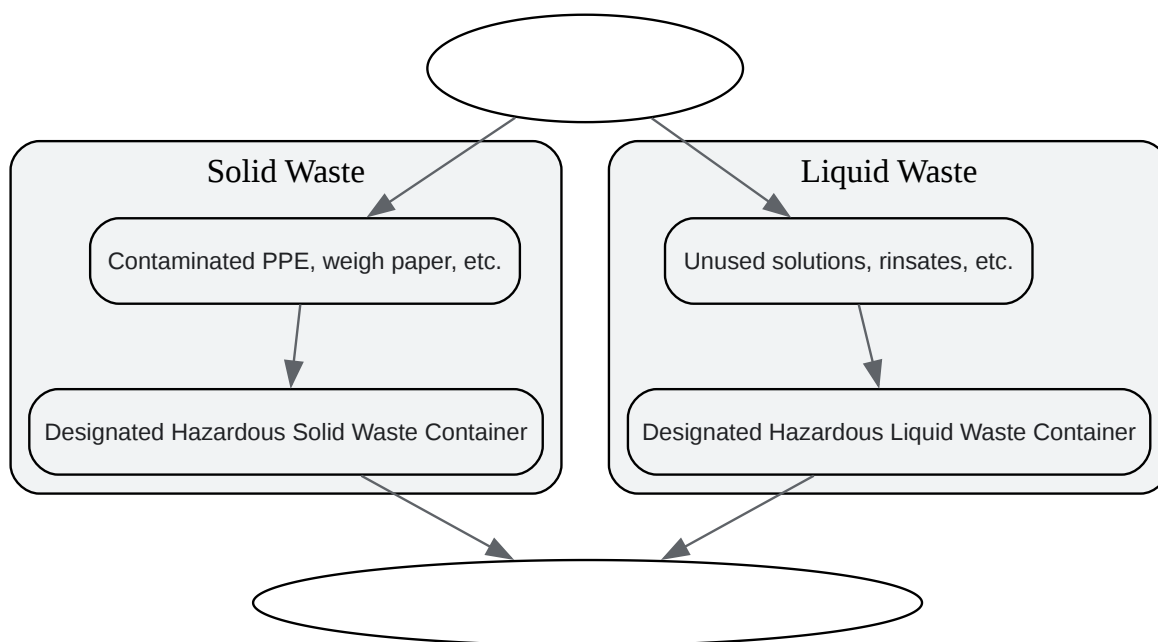 Solid Waste
Liquid Waste
Contaminated PPE, weigh paper, etc.
Unused solutions, rinsates, etc.
Designated Hazardous Solid Waste Container
Designated Hazardous Liquid Waste Container